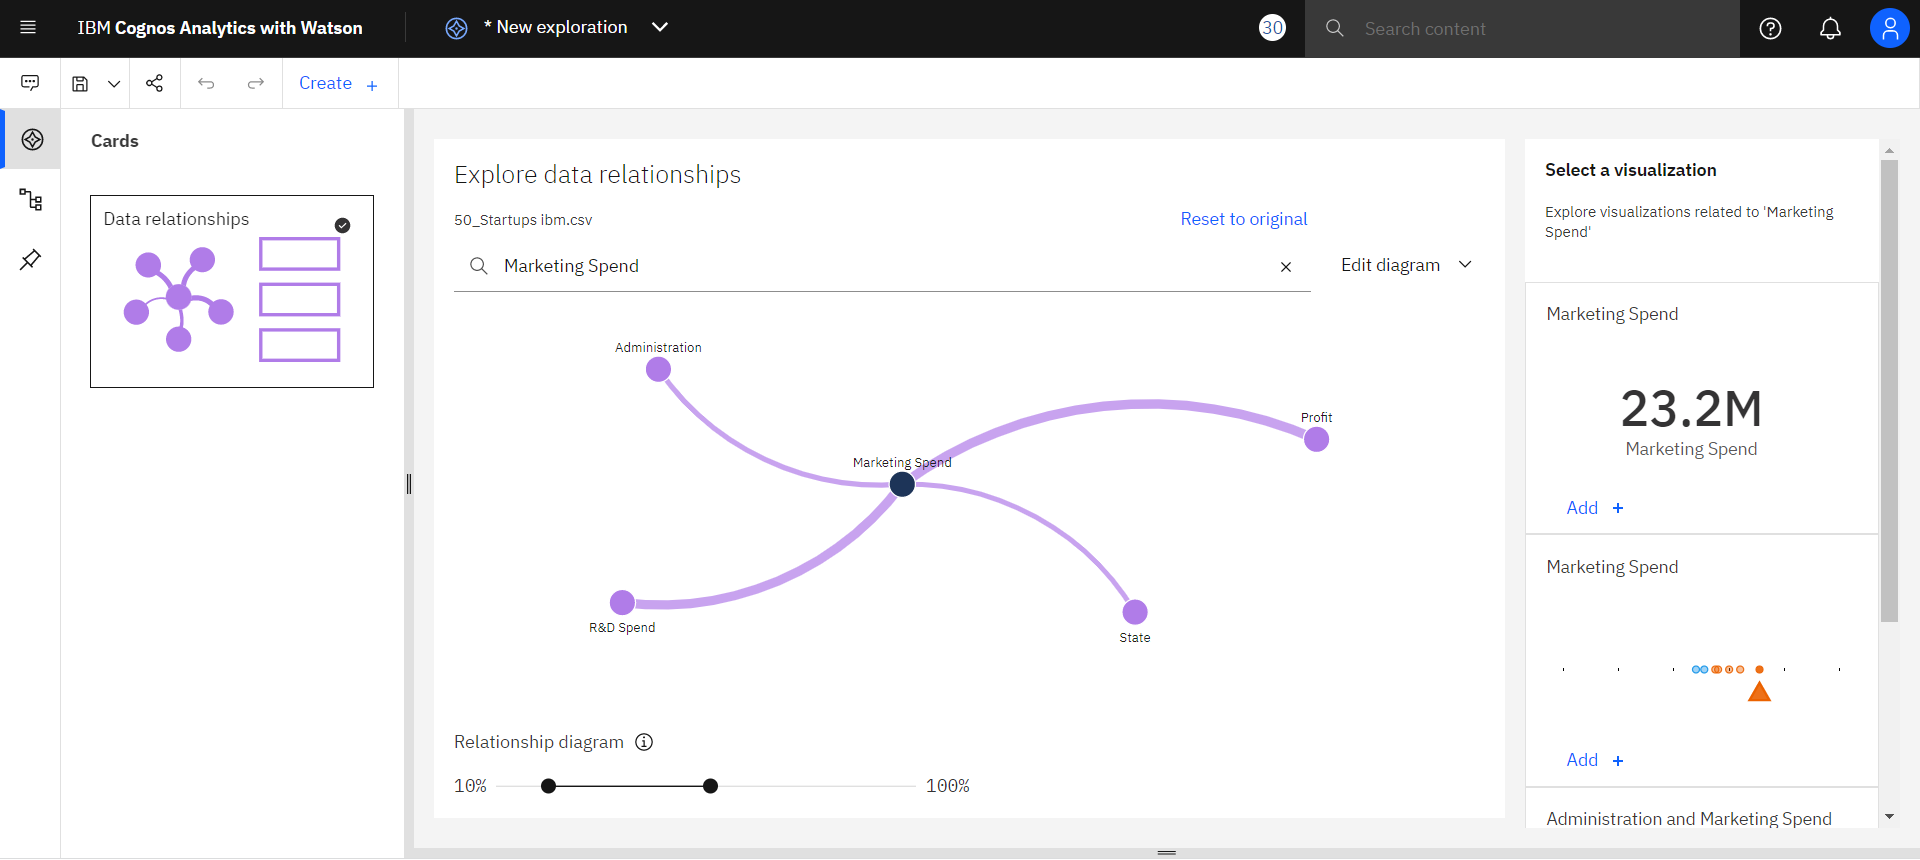 IBM Cognos Analytics with Watson
* New exploration
30
Search content
Create +
Cards
Data relationships
Explore data relationships
50_Startups ibm.csv
Reset to original
Marketing Spend
Edit diagram
Administration
Profit
Marketing Spend
R&D Spend
State
Relationship diagram
10%
100%
Select a visualization
Explore visualizations related to 'Marketing
Spend'
Marketing Spend
23.2M
Marketing Spend
Add +
Marketing Spend
Add +
Administration and Marketing Spend